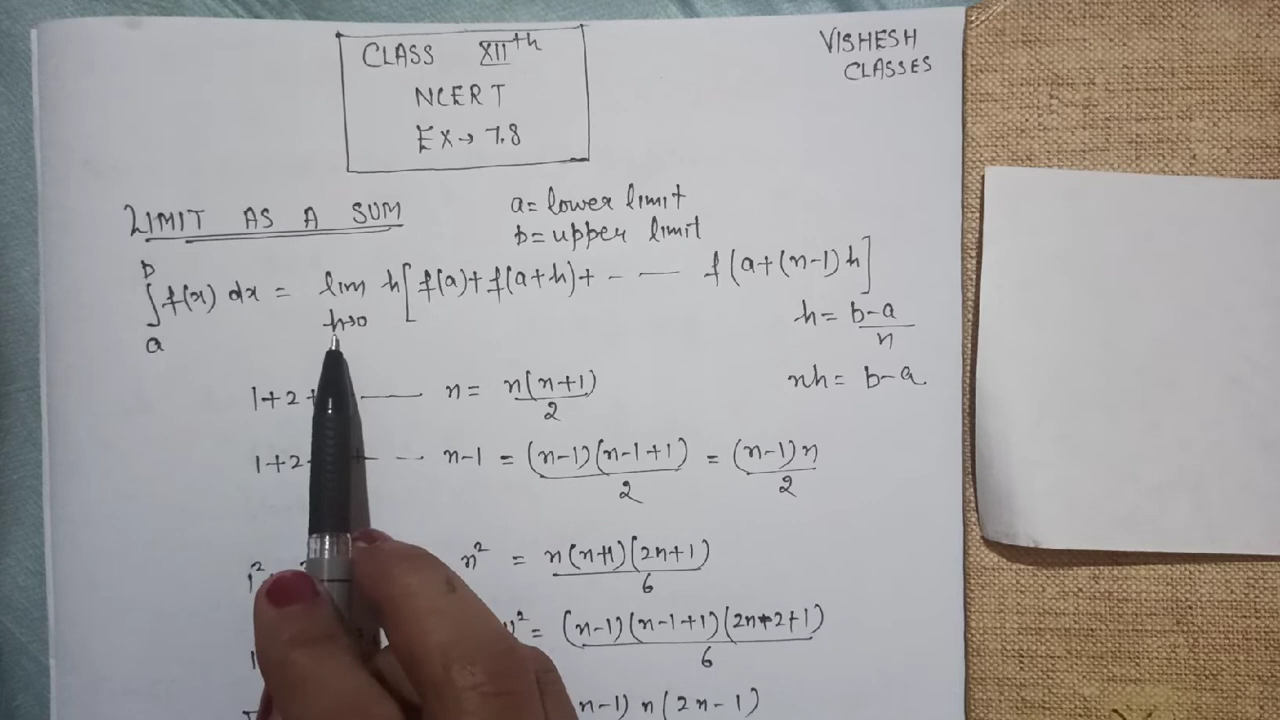 CLASS XIIth
NCERT
EX→ 7.8
VISHESH
CLASSES
LIMIT AS A SUM
a= lower limit
b= upper limit
∫ₐᵇ f(x) dx = lim h→0 h[f(a)+f(a+h)+ - — f(a+(n-1)h]
h= b-a/n
nh= b-a
1+2+ — n= n(n+1)/2
1+2 + - - n-1 = (n-1)(n-1+1)/2 = (n-1)n/2
1² n² = n(n+1)(2n+1)/6
² = (n-1)(n-1+1)(2n-2+1)/6
n-1) n(2n-1)